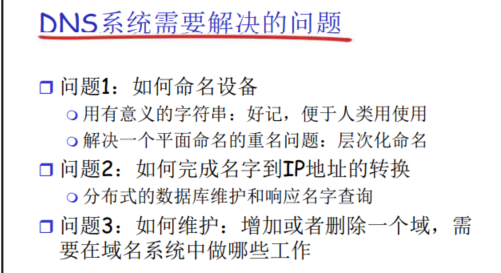 DNS系统需要解决的问题
问题1：如何命名设备
用有意义的字符串：好记，便于人类用使用
解决一个平面命名的重名问题：层次化命名
问题2：如何完成名字到IP地址的转换
分布式的数据库维护和响应名字查询
问题3：如何维护：增加或者删除一个域，需
要在域名系统中做哪些工作